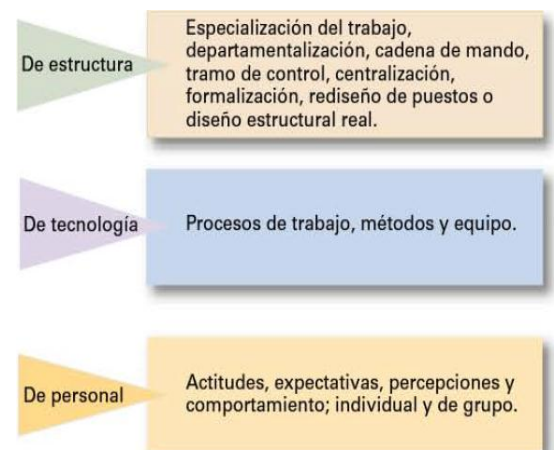 De estructura
Especialización del trabajo,
departamentalización, cadena de mando,
tramo de control, centralización,
formalización, rediseño de puestos o
diseño estructural real.
De tecnología
Procesos de trabajo, métodos y equipo.
De personal
Actitudes, expectativas, percepciones y
comportamiento; individual y de grupo.